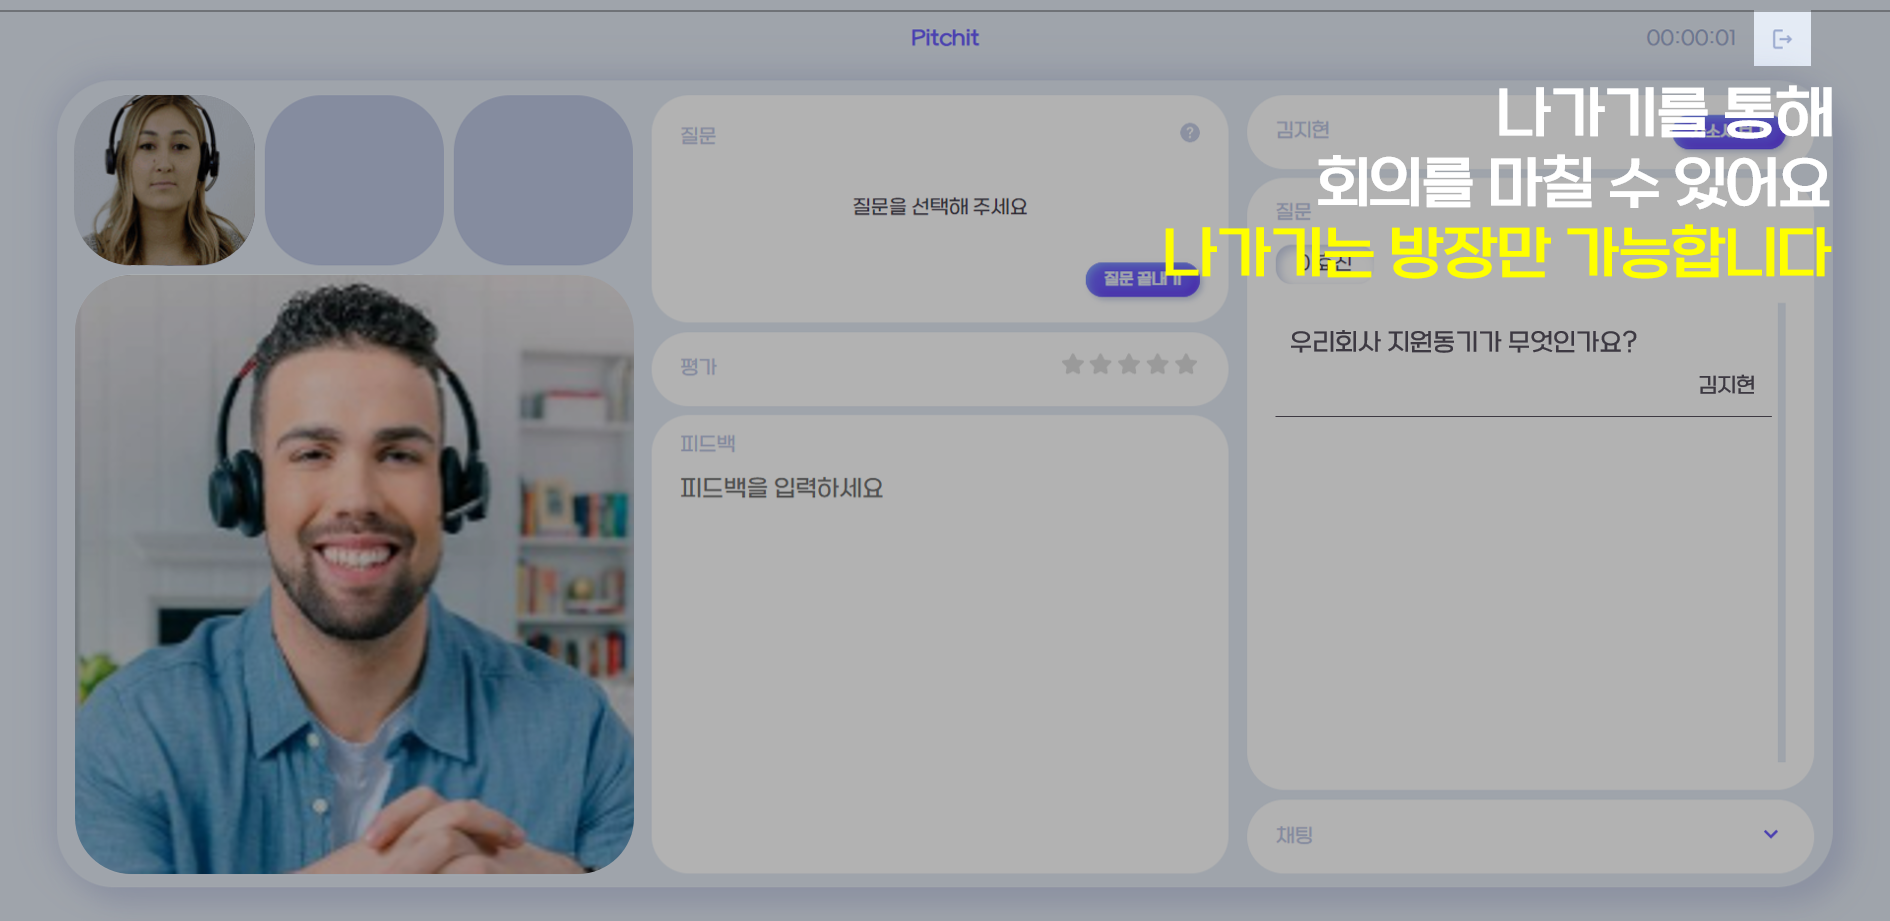 Pitchit
00:00:01
나가기를 통해
회의를 마칠 수 있어요
나가기는 방장만 가능합니다
질문
질문을 선택해 주세요
질문 끝내기
평가
피드백
피드백을 입력하세요
김지현
질문
우리회사 지원동기가 무엇인가요?
김지현
채팅